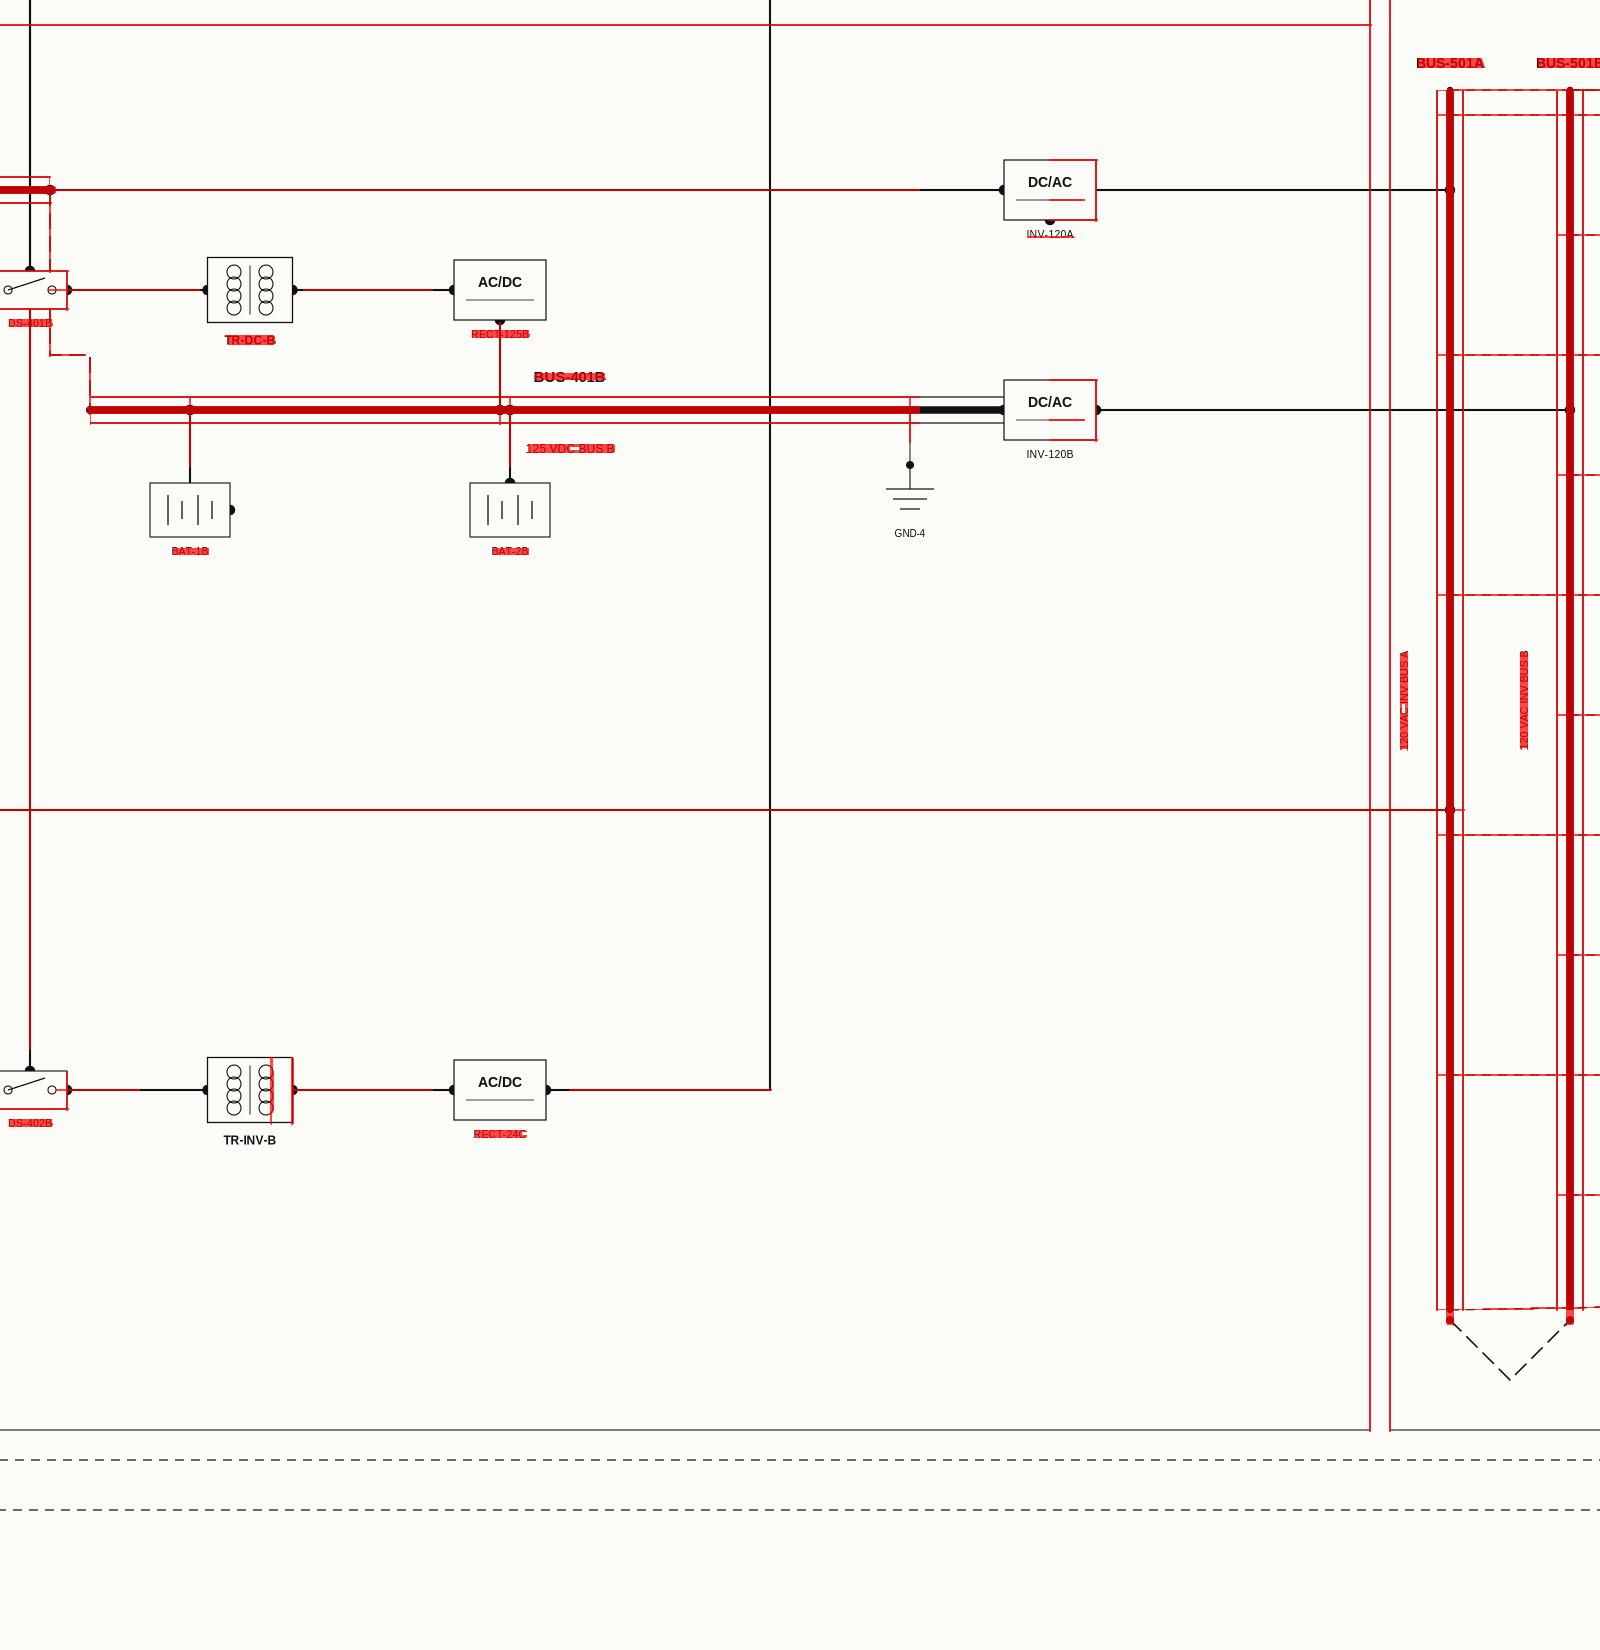 BUS-501A
DC/AC
INV-120A
AC/DC
DS-401B
RECT-125B
TR-DC-B
BUS-401B
DC/AC
125 VDC BUS B
INV-120B
GND-4
BAT-1B
BAT-2B
120 VAC INV BUS A
120 VAC INV BUS B
AC/DC
DS-402B
RECT-24C
TR-INV-B